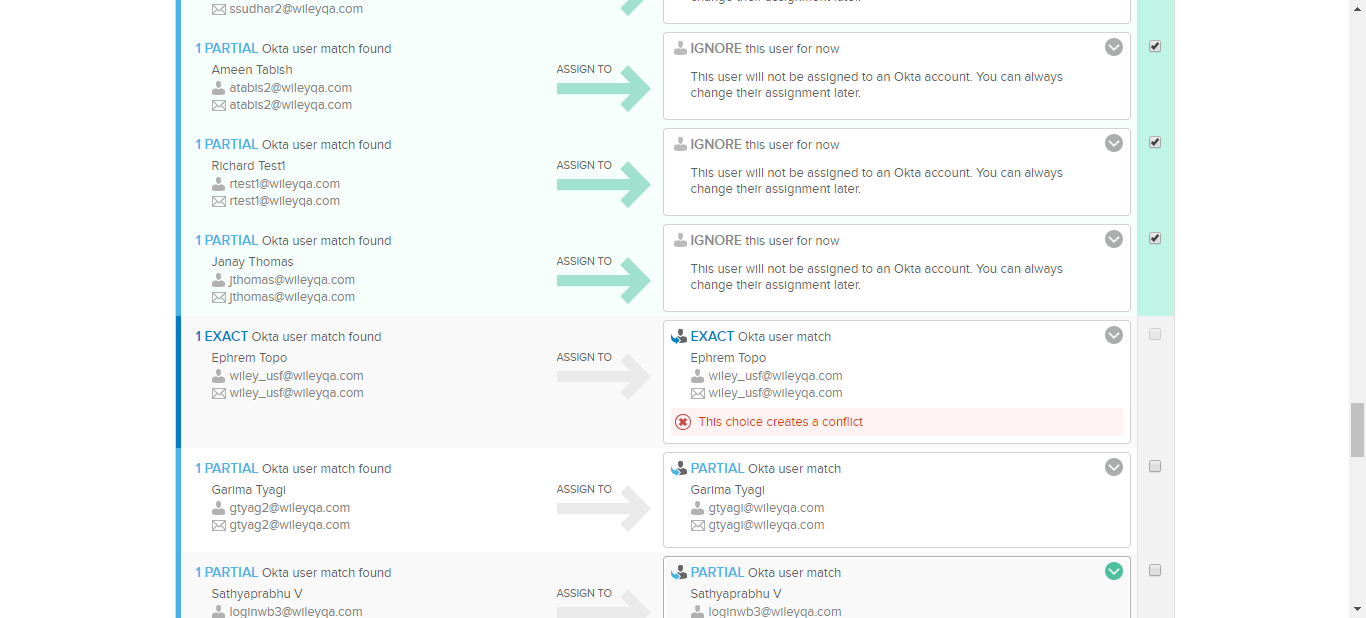 ssudhar2@wileyqa.com
change their assignment later.
1 PARTIAL Okta user match found
Ameen Tabish
atabis2@wileyqa.com
atabis2@wileyqa.com
ASSIGN TO
IGNORE this user for now
This user will not be assigned to an Okta account. You can always
change their assignment later.
1 PARTIAL Okta user match found
Richard Test1
rtest1@wileyqa.com
rtest1@wileyqa.com
ASSIGN TO
IGNORE this user for now
This user will not be assigned to an Okta account. You can always
change their assignment later.
1 PARTIAL Okta user match found
Janay Thomas
jthomas@wileyqa.com
jthomas@wileyqa.com
ASSIGN TO
IGNORE this user for now
This user will not be assigned to an Okta account. You can always
change their assignment later.
1 EXACT Okta user match found
Ephrem Topo
wiley_usf@wileyqa.com
wiley_usf@wileyqa.com
ASSIGN TO
EXACT Okta user match
Ephrem Topo
wiley_usf@wileyqa.com
wiley_usf@wileyqa.com
This choice creates a conflict
1 PARTIAL Okta user match found
Garima Tyagi
gtyag2@wileyqa.com
gtyag2@wileyqa.com
ASSIGN TO
PARTIAL Okta user match
Garima Tyagi
gtyagi@wileyqa.com
gtyagi@wileyqa.com
1 PARTIAL Okta user match found
Sathyaprabhu V
loginwb3@wileyqa.com
ASSIGN TO
PARTIAL Okta user match
Sathyaprabhu V
loginwb3@wileyqa.com